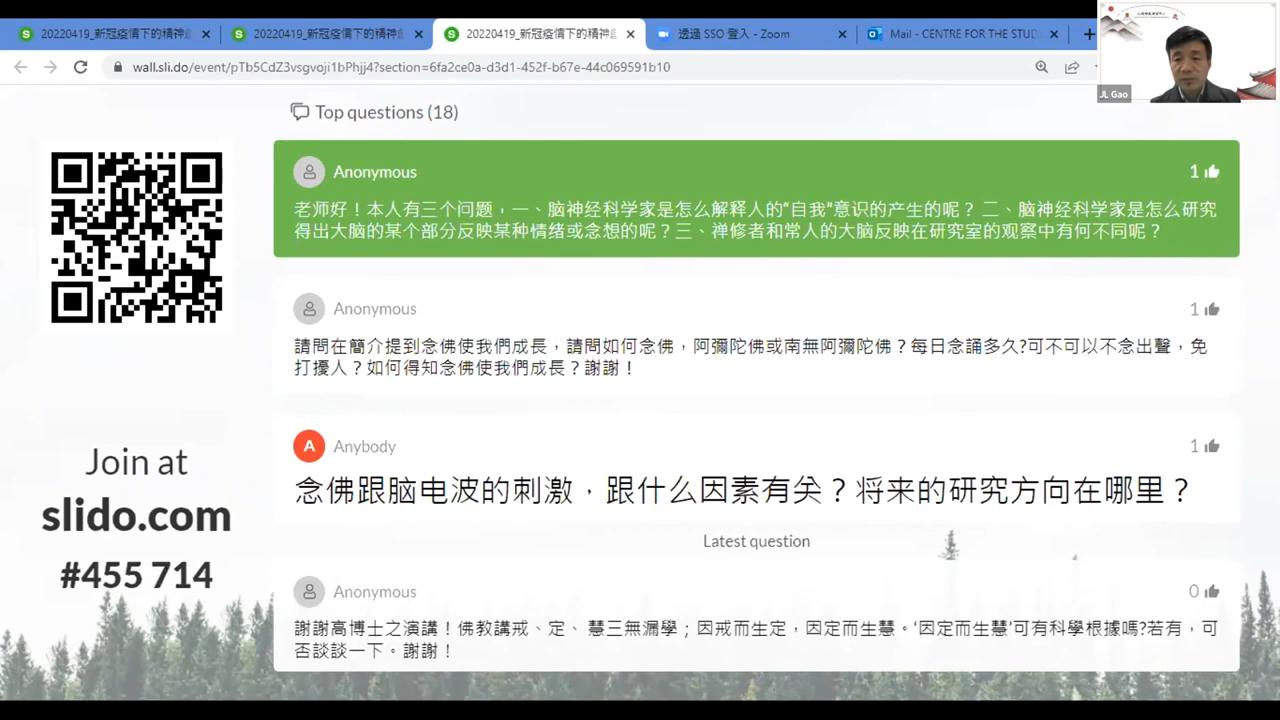 20220419_新冠疫情下的精神
20220419_新冠疫情下的精神
20220419_新冠疫情下的精神
透過 SSO 登入 - Zoom
Mail - CENTRE FOR THE STUD
wall.sli.do/event/pTb5CdZ3vsgvoji1bPhjj4?section=6fa2ce0a-d3d1-452f-b67e-44c069591b10
JL Gao
Top questions (18)
Anonymous
1
老师好！本人有三个问题，一、脑神经科学家是怎么解释人的“自我”意识的产生的呢？ 二、脑神经科学家是怎么研究
得出大脑的某个部分反映某种情绪或念想的呢？三、禅修者和常人的大脑反映在研究室的观察中有何不同呢？
Anonymous
1
請問在簡介提到念佛使我們成長，請問如何念佛，阿彌陀佛或南無阿彌陀佛？每日念誦多久?可不可以不念出聲，免
打擾人？如何得知念佛使我們成長？謝謝！
A
Anybody
1
念佛跟脑电波的刺激，跟什么因素有关？将来的研究方向在哪里？
Join at
slido.com
#455 714
Latest question
Anonymous
0
謝謝高博士之演講！佛教講戒、定、 慧三無漏學；因戒而生定，因定而生慧。‘因定而生慧’可有科學根據嗎?若有，可
否談談一下。謝謝！